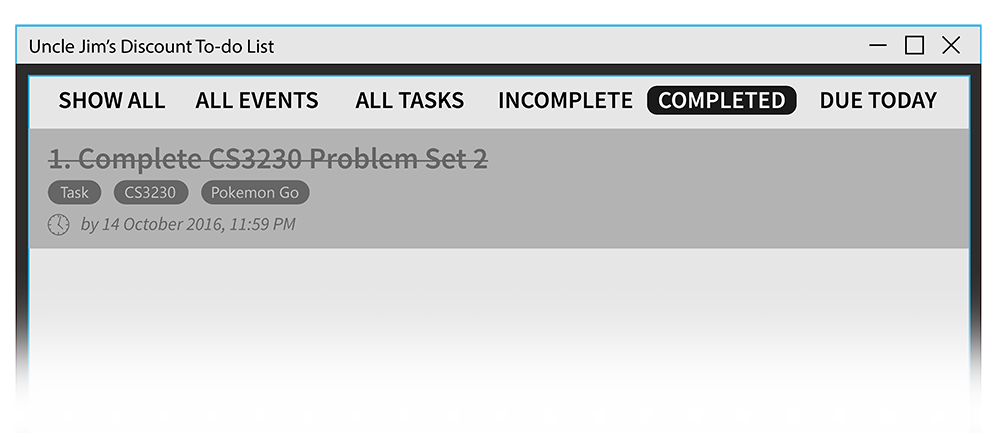 Uncle Jim’s Discount To-do List
SHOW ALL ALL EVENTS ALL TASKS INCOMPLETE COMPLETED DUE TODAY
1. Complete CS3230 Problem Set 2
Task CS3230 Pokemon Go
by 14 October 2016, 11:59 PM